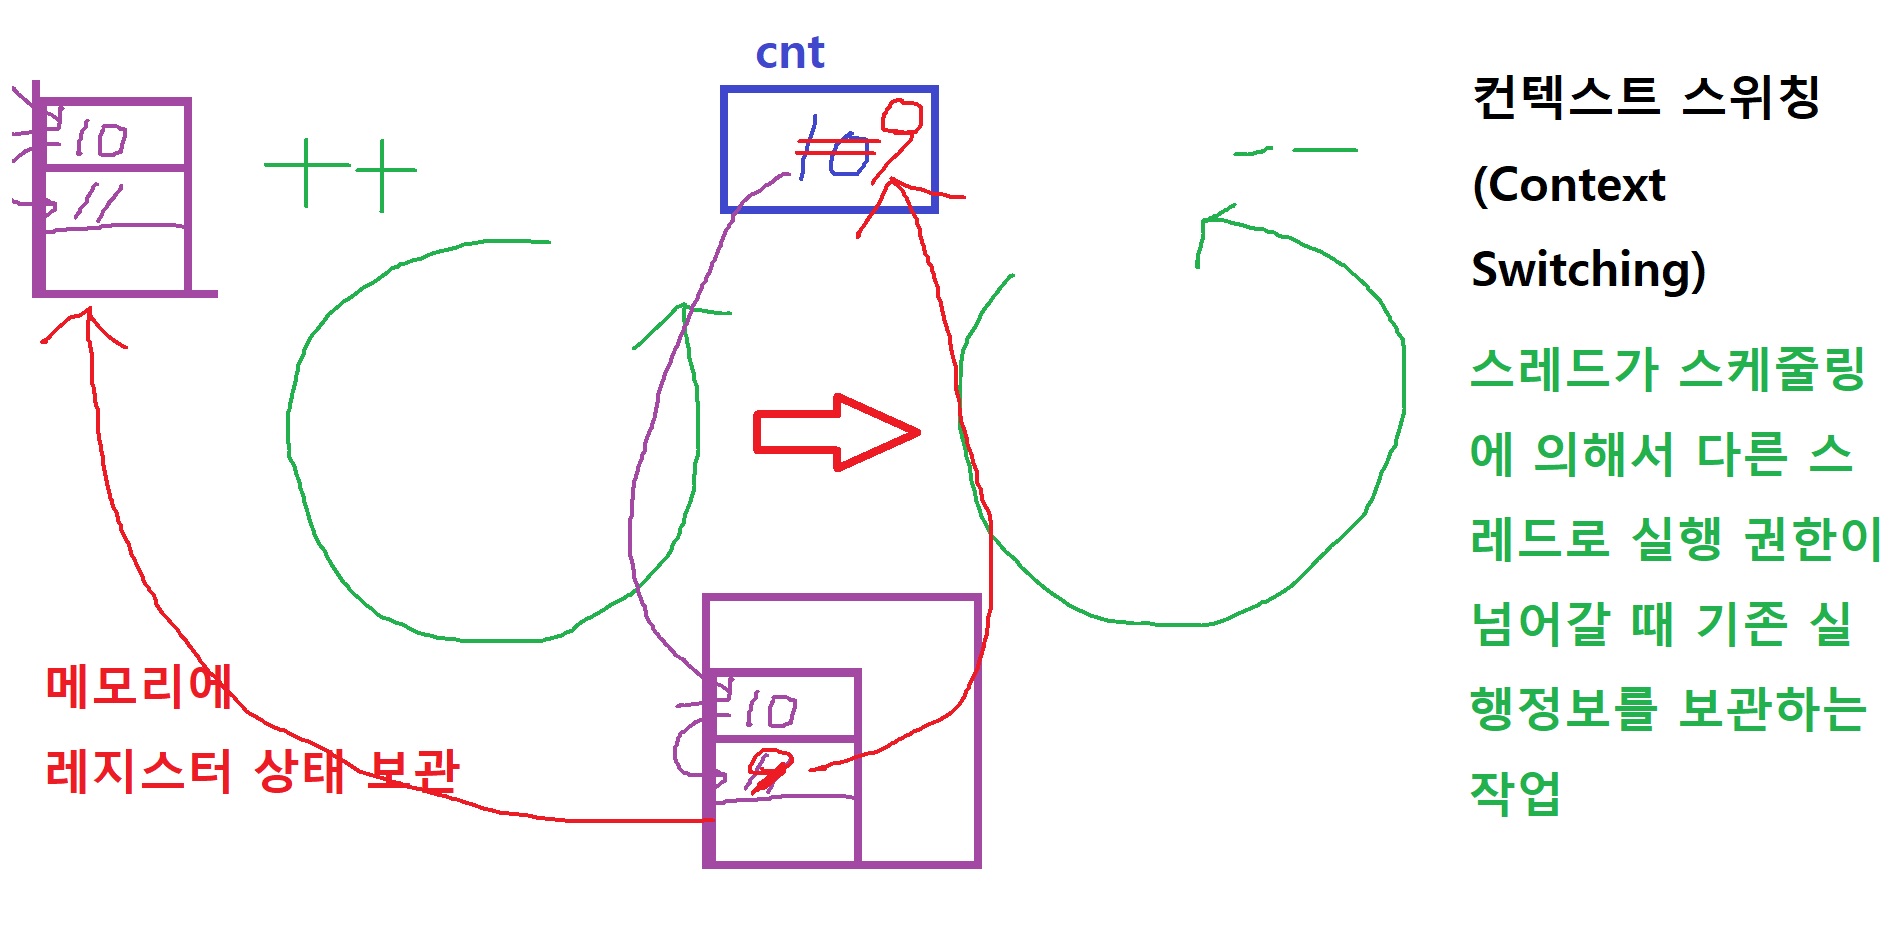 cnt
10 9
10
11
++
--
컨텍스트 스위칭
(Context
Switching)
스레드가 스케줄링
에 의해서 다른 스
레드로 실행 권한이
넘어갈 때 기존 실
행정보를 보관하는
작업
메모리에
레지스터 상태 보관
10
9